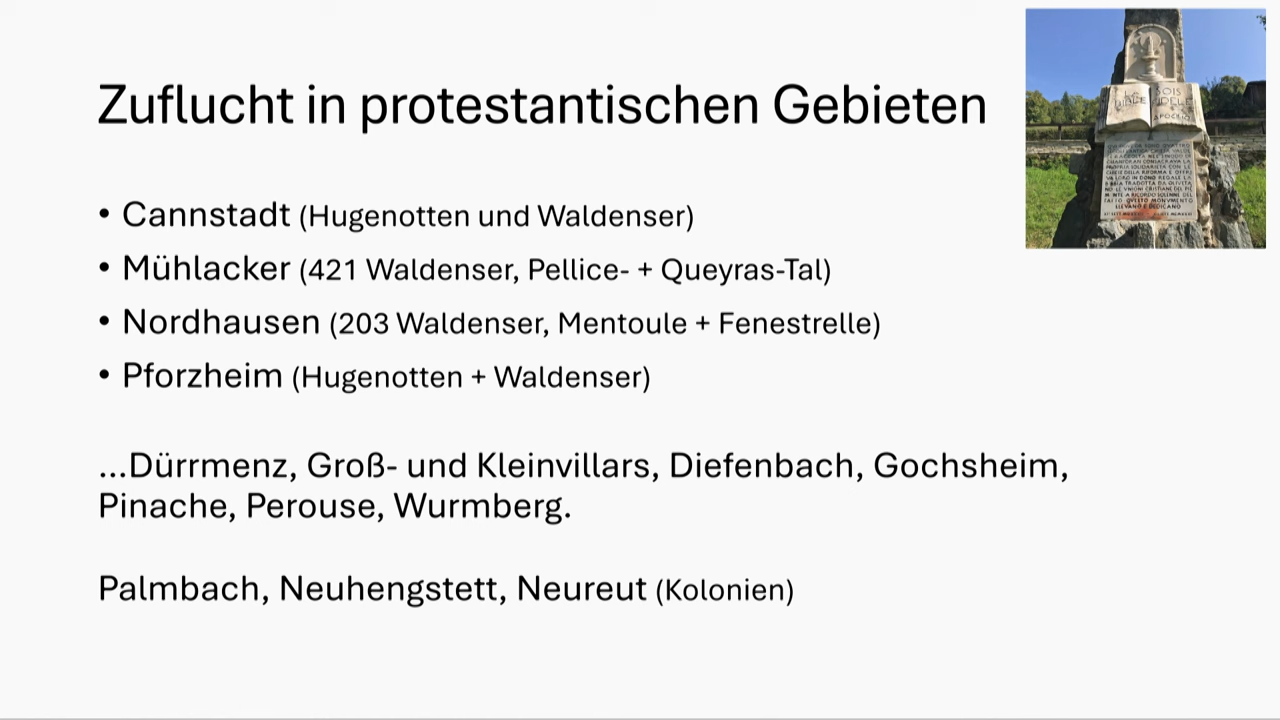 Zuflucht in protestantischen Gebieten
• Cannstadt (Hugenotten und Waldenser)
• Mühlacker (421 Waldenser, Pellice- + Queyras-Tal)
• Nordhausen (203 Waldenser, Mentoule + Fenestrelle)
• Pforzheim (Hugenotten + Waldenser)
...Dürrmenz, Groß- und Kleinvillars, Diefenbach, Gochsheim,
Pinache, Perouse, Wurmberg.
Palmbach, Neuhengstett, Neureut (Kolonien)
SOIS